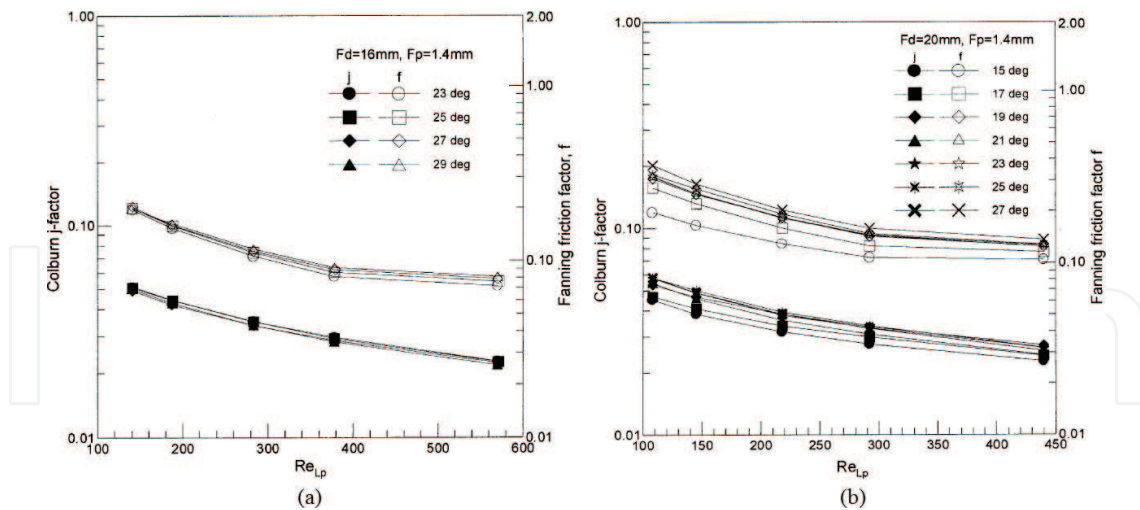 1.00
0.10
0.01
Colburn j-factor
2.00
1.00
0.10
0.01
Fanning friction factor, f
Fd=16mm, Fp=1.4mm
j f
23 deg
25 deg
27 deg
29 deg
100 200 300 400 500 600
Re_Lp
(a)
1.00
0.10
0.01
Colburn j-factor
2.00
1.00
0.10
0.01
Fanning friction factor f
Fd=20mm, Fp=1.4mm
j f
15 deg
17 deg
19 deg
21 deg
23 deg
25 deg
27 deg
100 150 200 250 300 350 400 450
Re_Lp
(b)